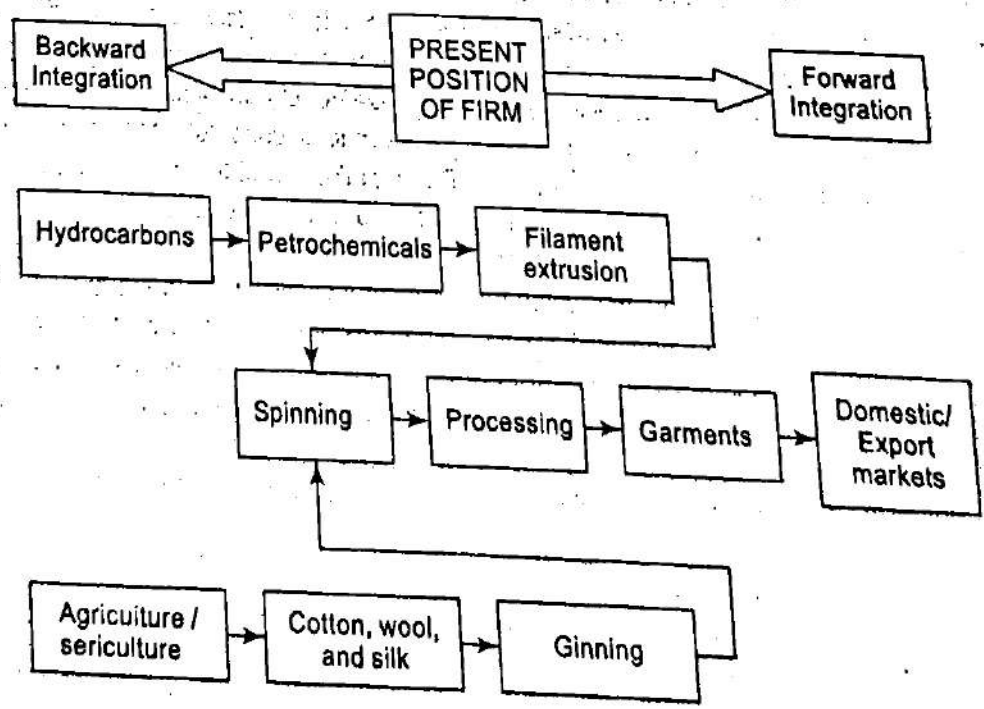 Backward
Integration
PRESENT
POSITION
OF FIRM
Forward
Integration
Hydrocarbons
Petrochemicals
Filament
extrusion
Spinning
Processing
Garments
Domestic/
Export
markets
Agriculture /
sericulture
Cotton, wool,
and silk
Ginning